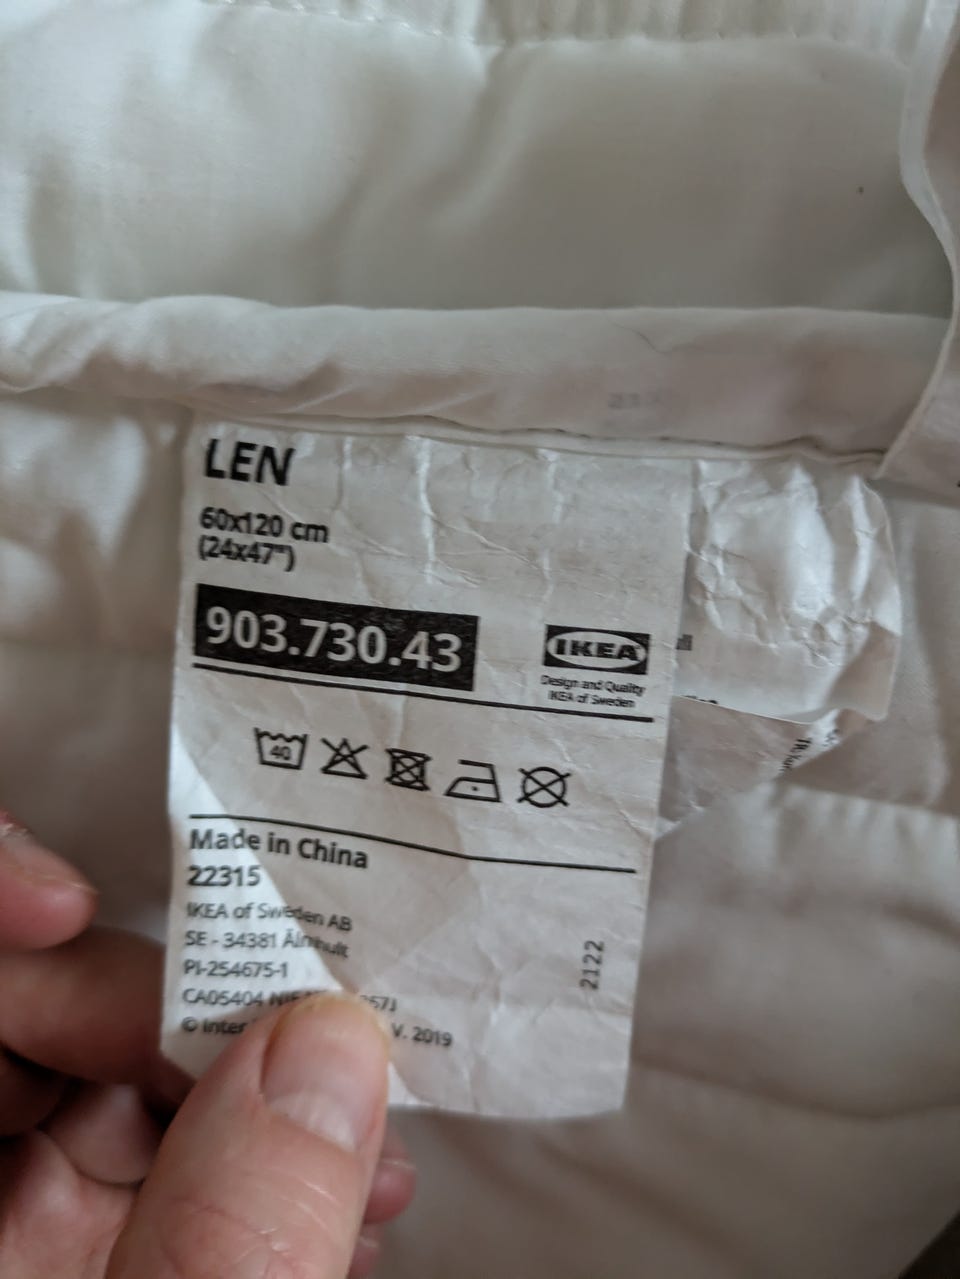 LEN
60x120 cm
(24x47")
903.730.43
IKEA
Design and Quality
IKEA of Sweden
40
Made in China
22315
IKEA of Sweden AB
SE - 34381 Älmhult
PI-254675-1
CA05404
© Inter
V. 2019
2122